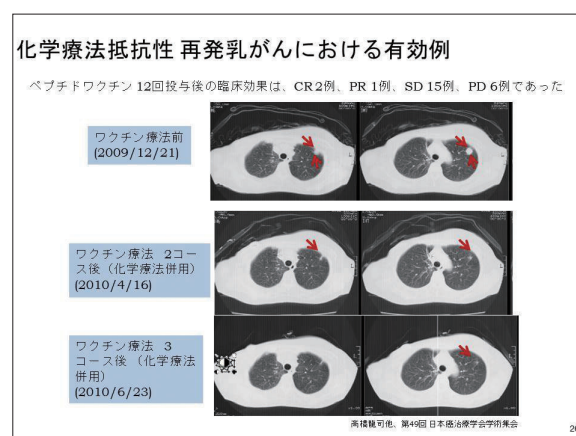 化学療法抵抗性 再発乳がんにおける有効例
ペプチドワクチン 12回投与後の臨床効果は、CR 2例、PR 1例、SD 15例、PD 6例であった
ワクチン療法前
(2009/12/21)
ワクチン療法 2コー
ス後（化学療法併用）
(2010/4/16)
ワクチン療法 3
コース後 （化学療法
併用）
(2010/6/23)
高橋龍司他、第49回 日本癌治療学会学術集会